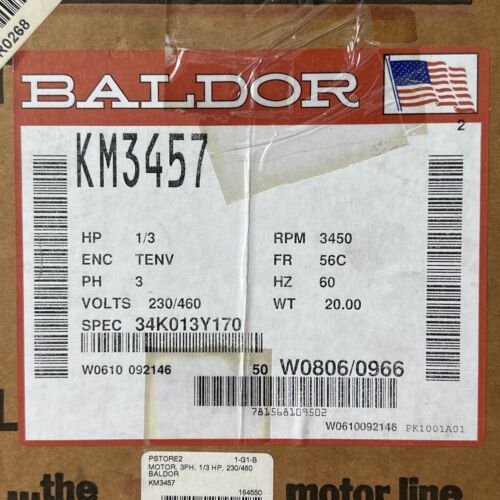 R0268
BALDOR
2
KM3457
HP 1/3 RPM 3450
ENC TENV FR 56C
PH 3 HZ 60
VOLTS 230/460 WT 20.00
SPEC 34K013Y170
W0610 092146 50 W0806/0966
781568109502
W0610092146 PK1001A01
PSTORE2 1-G1-B
MOTOR, 3PH, 1/3 HP, 230/460
BALDOR
KM3457
164550
...the motor line